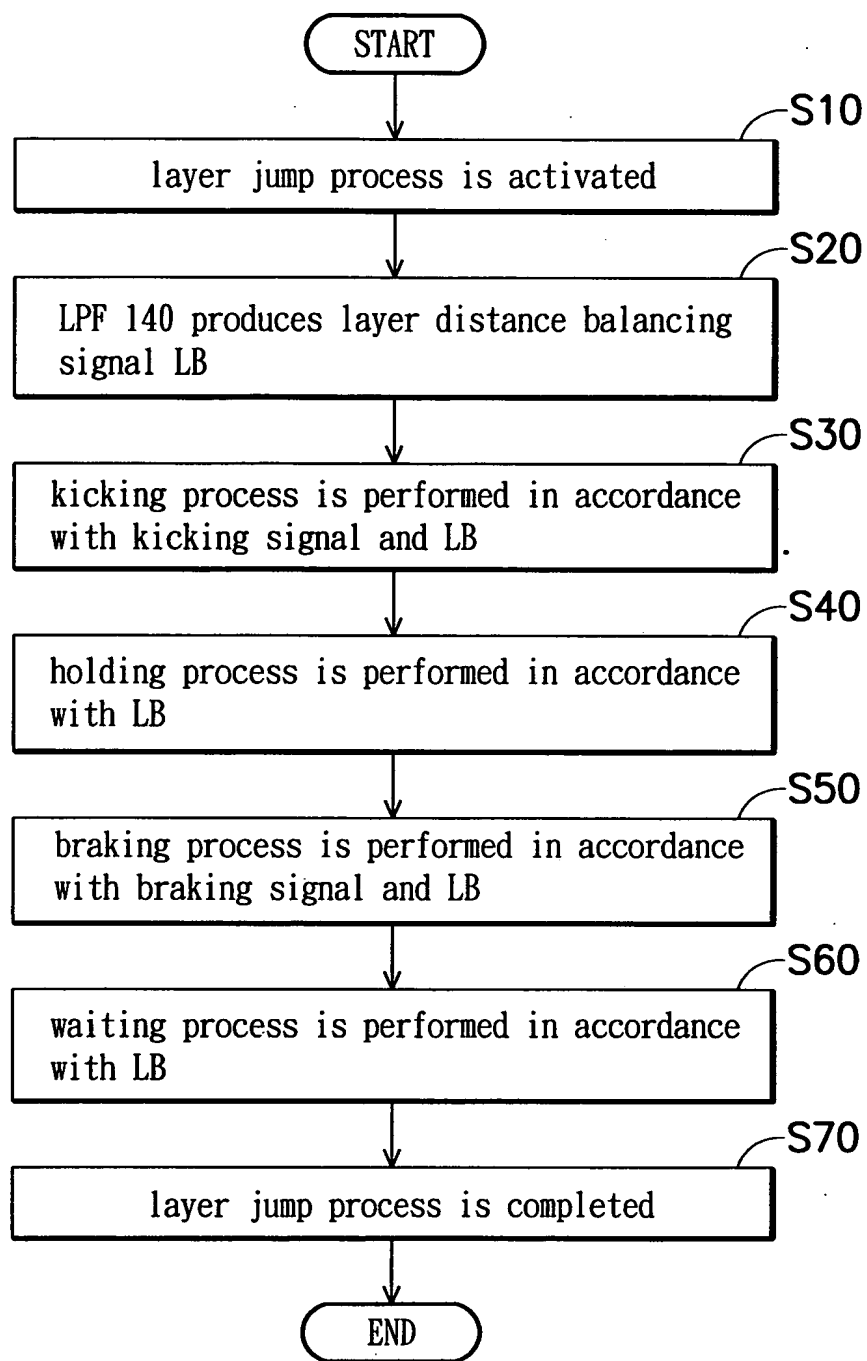 START
S10
layer jump process is activated
S20
LPF 140 produces layer distance balancing
signal LB
S30
kicking process is performed in accordance
with kicking signal and LB
S40
holding process is performed in accordance
with LB
S50
braking process is performed in accordance
with braking signal and LB
S60
waiting process is performed in accordance
with LB
S70
layer jump process is completed
END